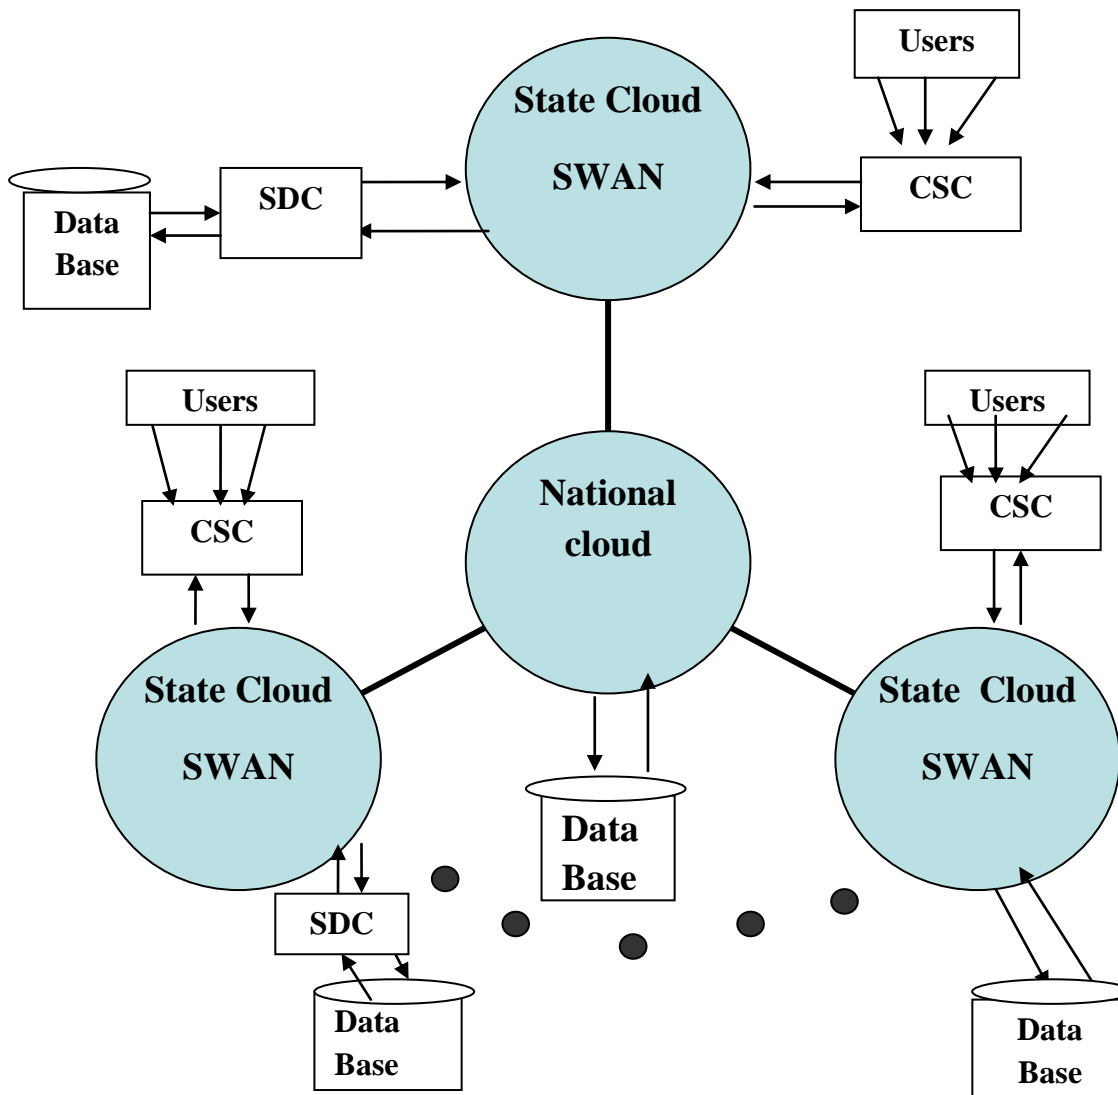 Users
State Cloud
SWAN
CSC
SDC
Data
Base
Users
Users
CSC
National
cloud
CSC
State Cloud
SWAN
State Cloud
SWAN
Data
Base
SDC
Data
Base
Data
Base